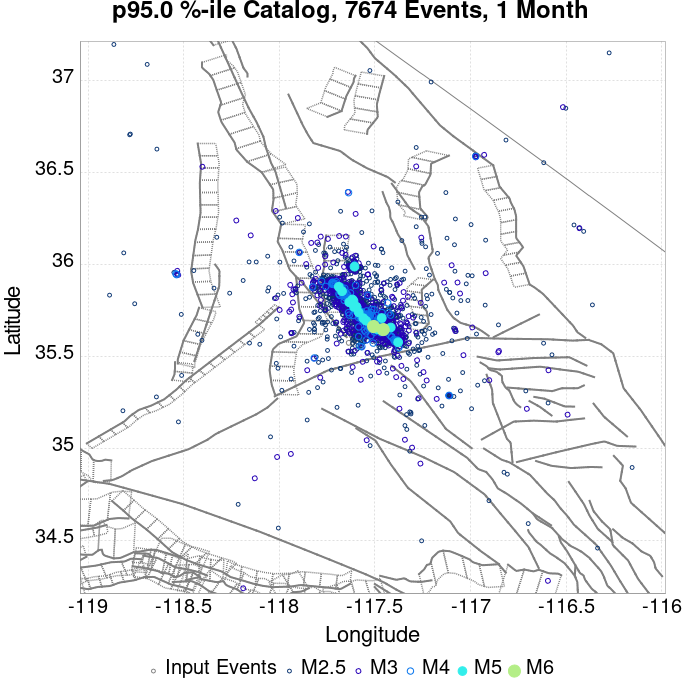 p95.0 %-ile Catalog, 7674 Events, 1 Month
37
36.5
36
35.5
35
34.5
Latitude
-119
-118.5
-118
-117.5
-117
-116.5
-116
Longitude
Input Events
M2.5
M3
M4
M5
M6